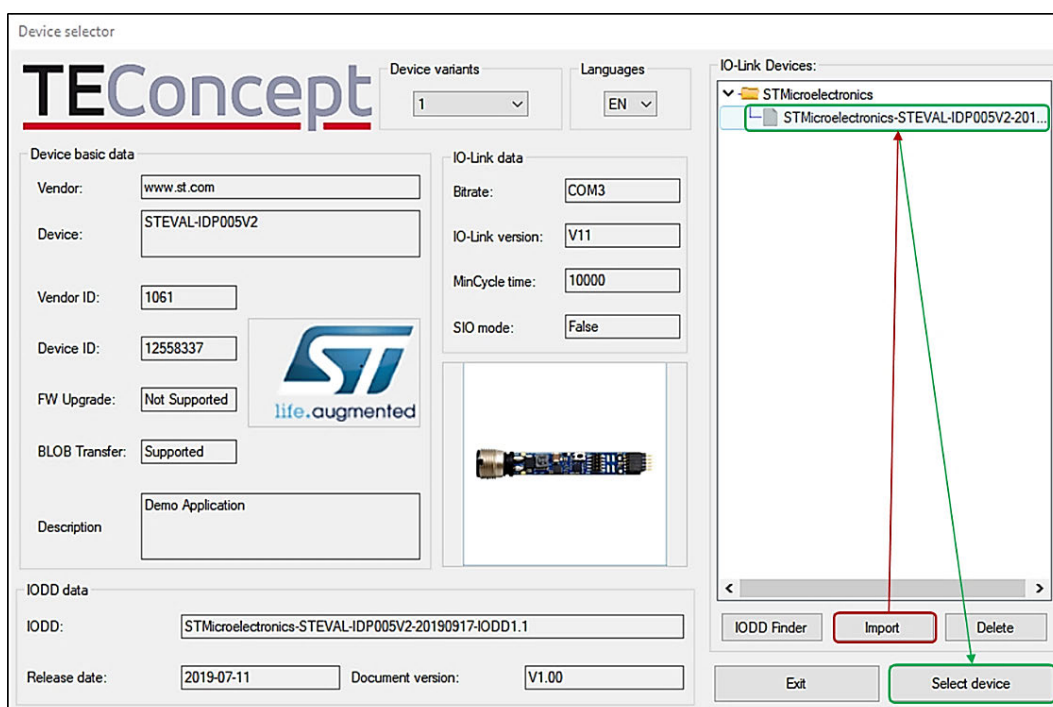 Device selector
TEConcept
Device variants
1
Languages
EN
IO-Link Devices:
STMicroelectronics
STMicroelectronics-STEVAL-IDP005V2-201...
Device basic data
Vendor:
www.st.com
Device:
STEVAL-IDP005V2
Vendor ID:
1061
Device ID:
12558337
FW Upgrade:
Not Supported
BLOB Transfer:
Supported
Description
Demo Application
ST
life.augmented
IO-Link data
Bitrate:
COM3
IO-Link version:
V11
MinCycle time:
10000
SIO mode:
False
IODD data
IODD:
STMicroelectronics-STEVAL-IDP005V2-20190917-IODD1.1
Release date:
2019-07-11
Document version:
V1.00
IODD Finder
Import
Delete
Exit
Select device